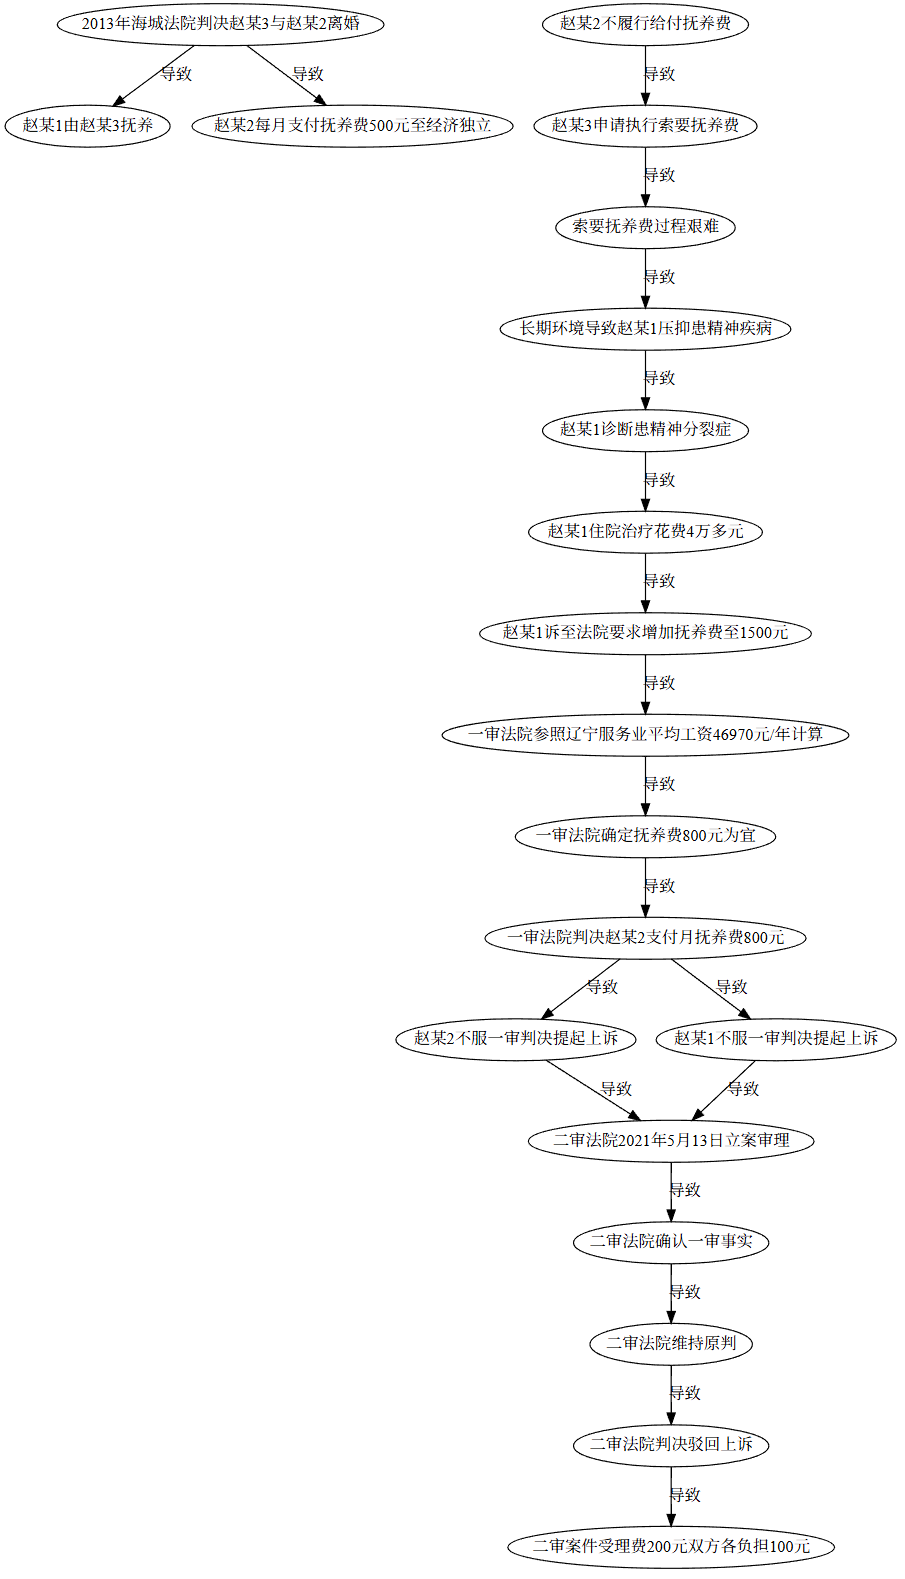 2013年海城法院判决赵某3与赵某2离婚
赵某2不履行给付抚养费
导致
导致
导致
赵某1由赵某3抚养
赵某2每月支付抚养费500元至经济独立
赵某3申请执行索要抚养费
导致
索要抚养费过程艰难
导致
长期环境导致赵某1压抑患精神疾病
导致
赵某1诊断患精神分裂症
导致
赵某1住院治疗花费4万多元
导致
赵某1诉至法院要求增加抚养费至1500元
导致
一审法院参照辽宁服务业平均工资46970元/年计算
导致
一审法院确定抚养费800元为宜
导致
一审法院判决赵某2支付月抚养费800元
导致
导致
赵某2不服一审判决提起上诉
赵某1不服一审判决提起上诉
导致
导致
二审法院2021年5月13日立案审理
导致
二审法院确认一审事实
导致
二审法院维持原判
导致
二审法院判决驳回上诉
导致
二审案件受理费200元双方各负担100元